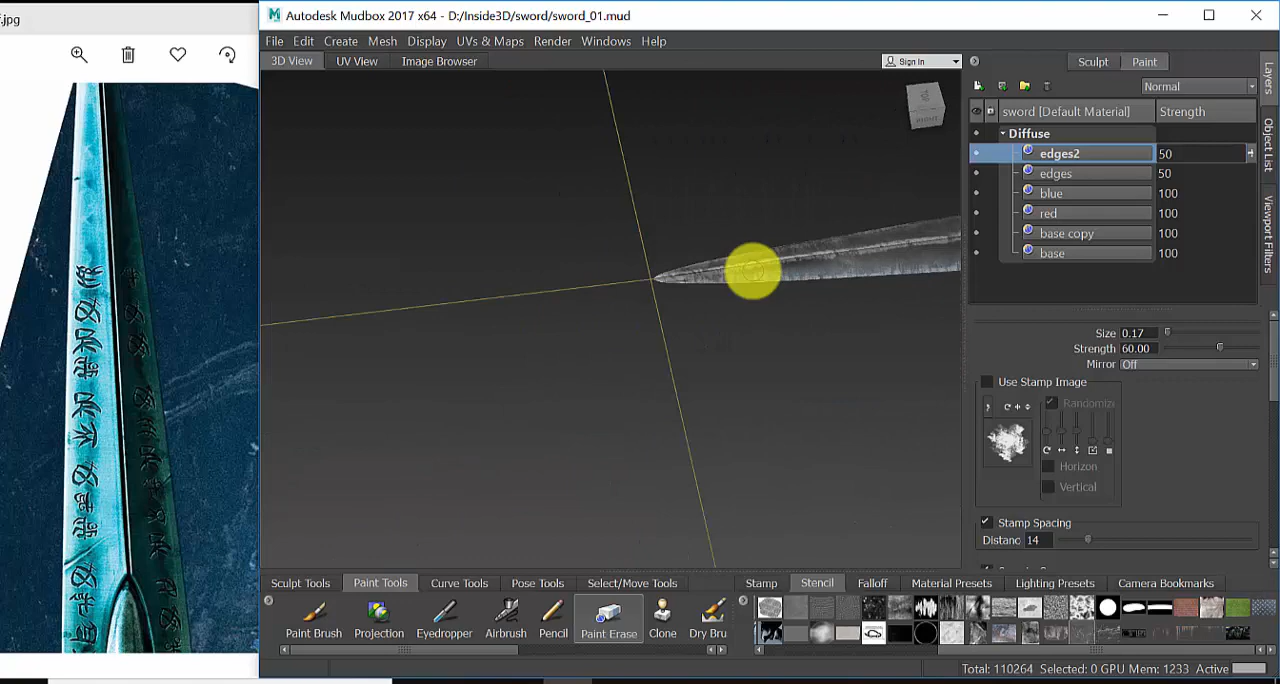 f.jpg
Autodesk Mudbox 2017 x64 - D:/Inside3D/sword/sword_01.mud
File Edit Create Mesh Display UVs & Maps Render Windows Help
3D View UV View Image Browser Sign In Sculpt Paint
Normal
sword [Default Material] Strength
Diffuse
edges2 50
edges 50
blue 100
red 100
base copy 100
base 100
Layers
Object List
Viewport Filters
TOP
RIGHT
Size 0.17
Strength 60.00
Mirror Off
Use Stamp Image
Randomize
Horizon
Vertical
Stamp Spacing
Distanc 14
Sculpt Tools Paint Tools Curve Tools Pose Tools Select/Move Tools Stamp Stencil Falloff Material Presets Lighting Presets Camera Bookmarks
Paint Brush Projection Eyedropper Airbrush Pencil Paint Erase Clone Dry Bru
Total: 110264 Selected: 0 GPU Mem: 1233 Active